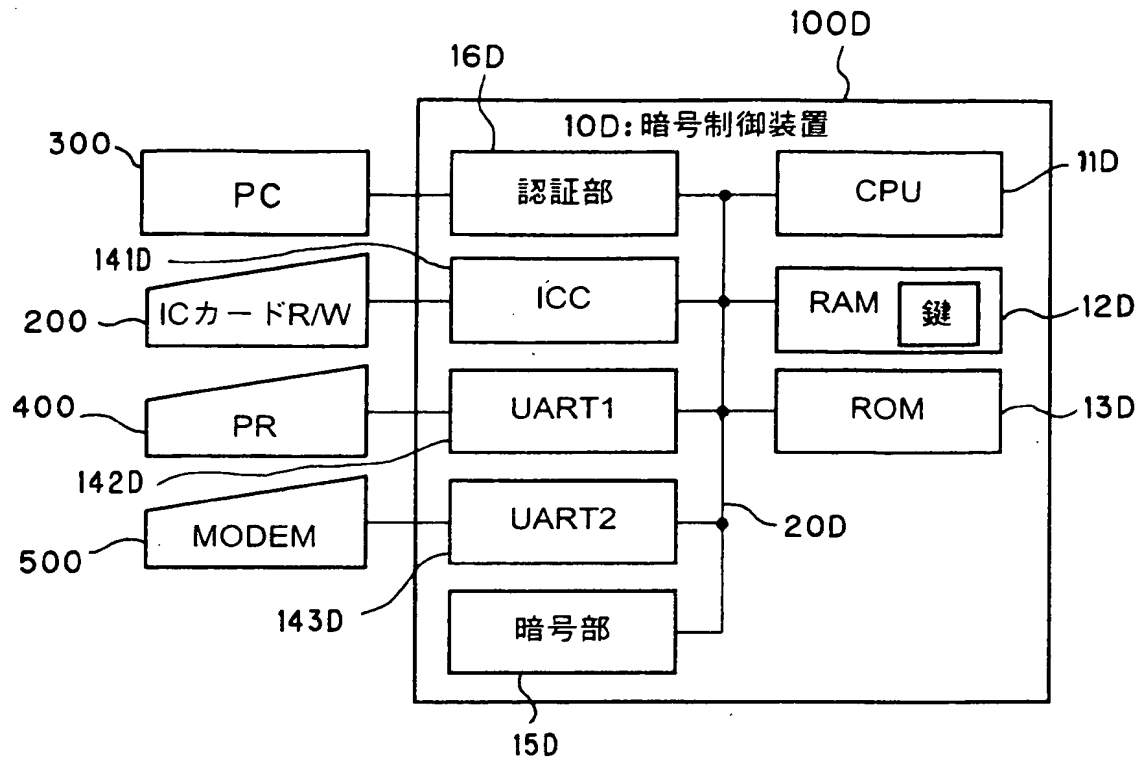 100D
16D
10D:暗号制御装置
300
PC
認証部
CPU
11D
141D
200
ICカードR/W
ICC
RAM
鍵
12D
400
PR
UART1
ROM
13D
142D
500
MODEM
UART2
20D
143D
暗号部
15D